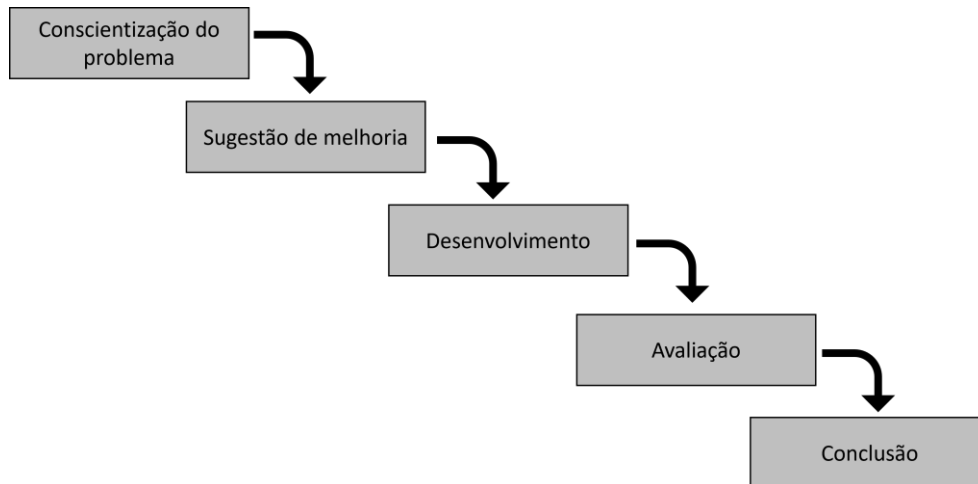 Conscientização do
problema
Sugestão de melhoria
Desenvolvimento
Avaliação
Conclusão